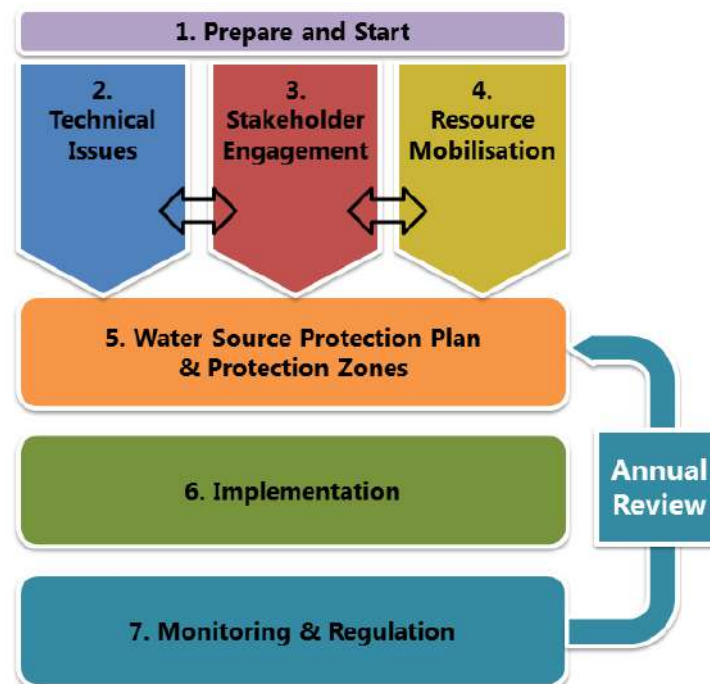 1. Prepare and Start
2.
Technical
Issues
3.
Stakeholder
Engagement
4.
Resource
Mobilisation
5. Water Source Protection Plan
& Protection Zones
6. Implementation
Annual
Review
7. Monitoring & Regulation